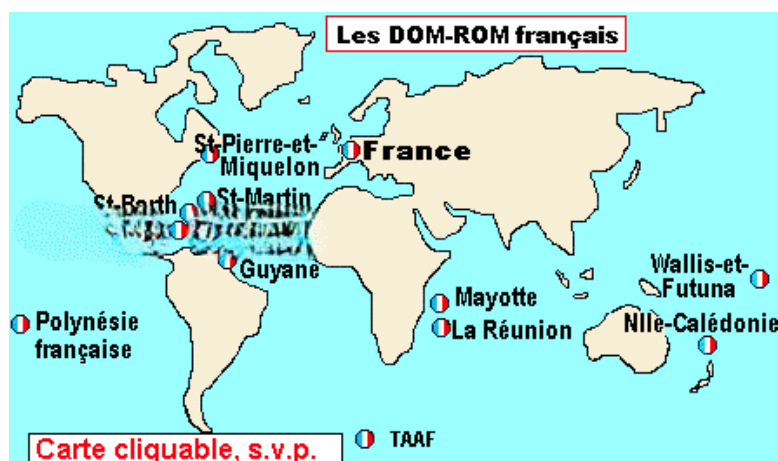 Les DOM-ROM français
St-Pierre-et-
Miquelon
France
St-Barth
St-Martin
Guyane
Wallis-et-
Futuna
Mayotte
La Réunion
Nlle-Calédonie
Polynésie
française
Carte cliquable, s.v.p.
TAAF